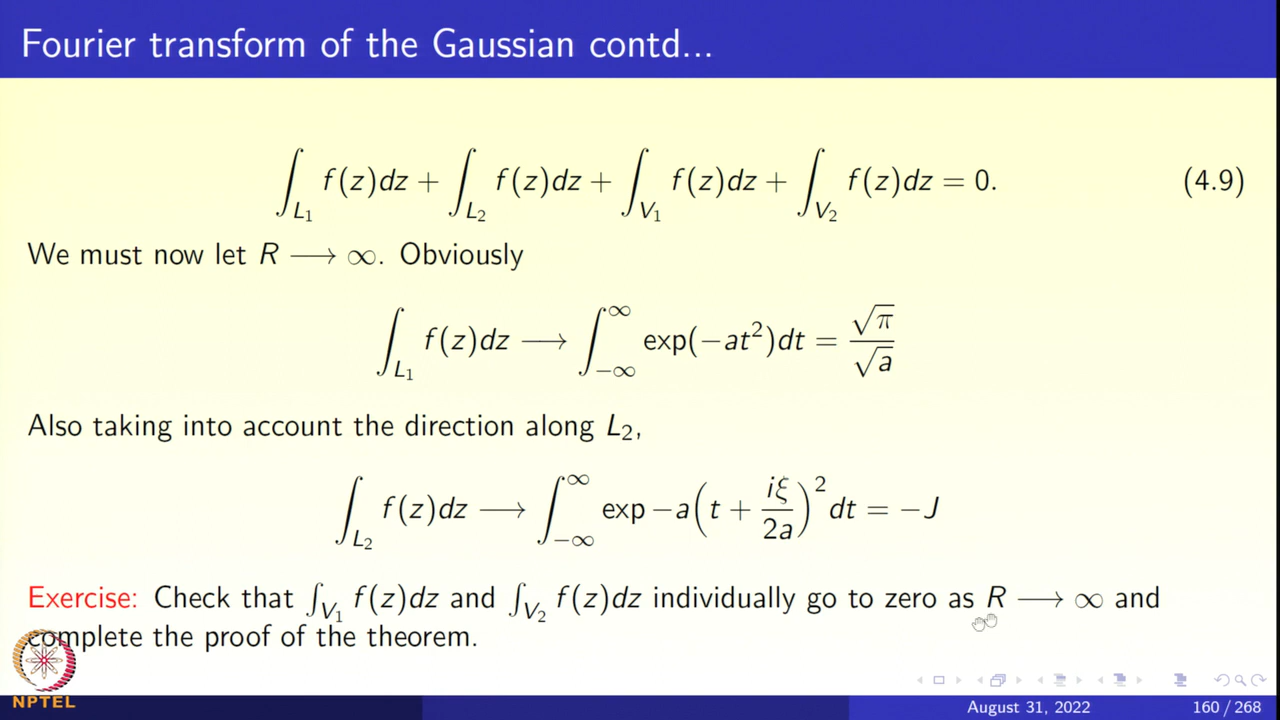 Fourier transform of the Gaussian contd...
∫_{L_1} f(z)dz + ∫_{L_2} f(z)dz + ∫_{V_1} f(z)dz + ∫_{V_2} f(z)dz = 0. (4.9)
We must now let R ⟶ ∞. Obviously
∫_{L_1} f(z)dz ⟶ ∫_{-∞}^{∞} exp(−at²)dt = √π/√a
Also taking into account the direction along L₂,
∫_{L_2} f(z)dz ⟶ ∫_{-∞}^{∞} exp −a(t + iξ/2a)² dt = −J
Exercise: Check that ∫_{V_1} f(z)dz and ∫_{V_2} f(z)dz individually go to zero as R ⟶ ∞ and
complete the proof of the theorem.
NPTEL
August 31, 2022 160 / 268